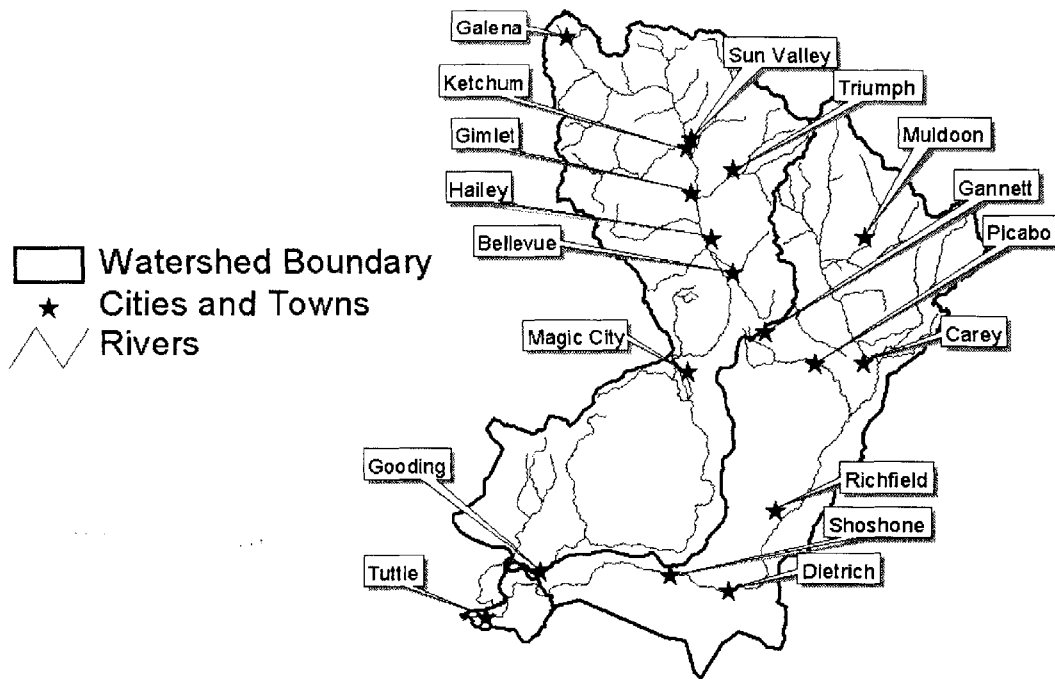 Galena
Sun Valley
Ketchum
Triumph
Gimlet
Muldoon
Hailey
Gannett
Bellevue
Picabo
Watershed Boundary
Cities and Towns
Rivers
Magic City
Carey
Gooding
Richfield
Shoshone
Tuttle
Dietrich